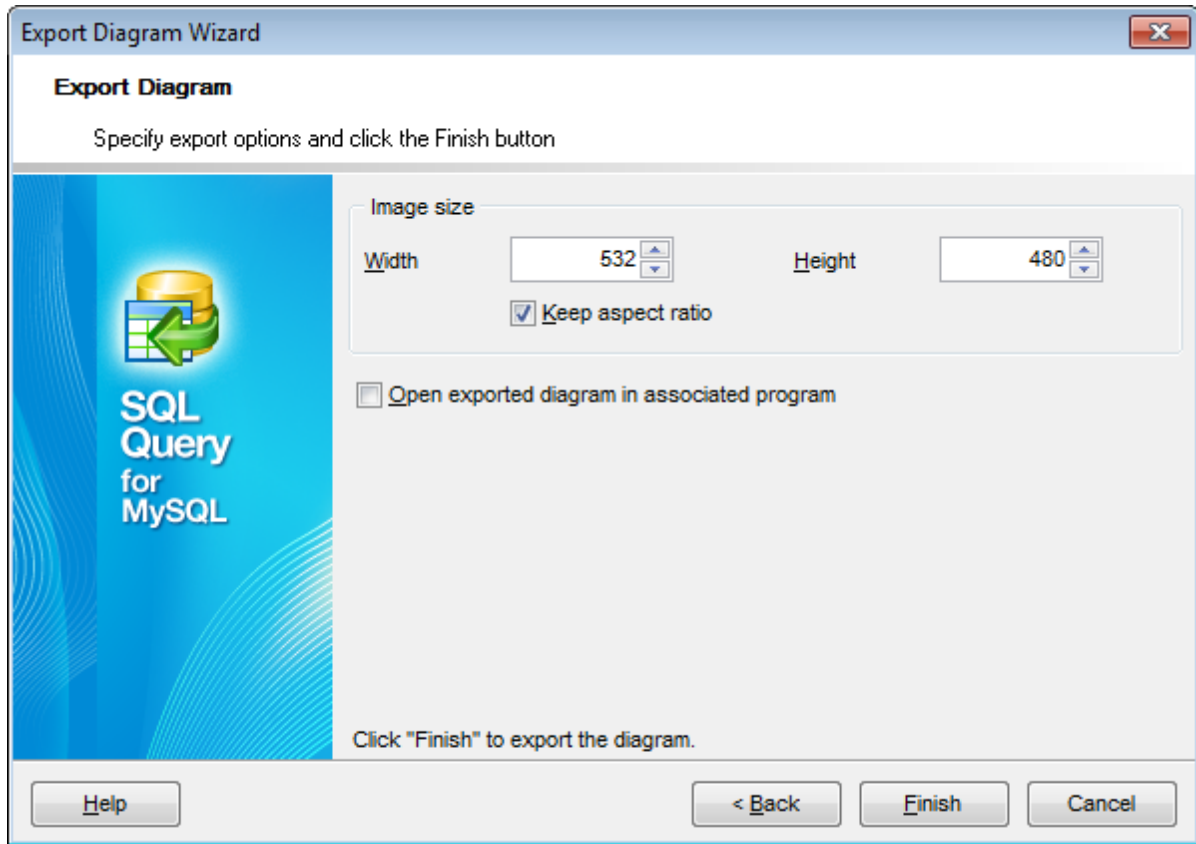 Export Diagram Wizard
Export Diagram
Specify export options and click the Finish button
Image size
Width 532 Height 480
Keep aspect ratio
Open exported diagram in associated program
SQL
Query
for
MySQL
Click "Finish" to export the diagram.
Help < Back Finish Cancel